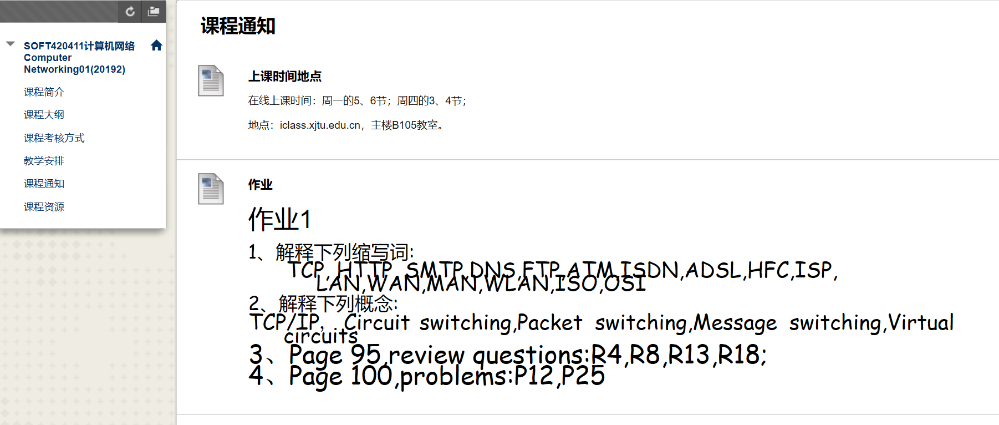 SOFT420411计算机网络
Computer
Networking01(20192)
课程简介
课程大纲
课程考核方式
教学安排
课程通知
课程资源
课程通知
上课时间地点
在线上课时间：周一的5、6节；周四的3、4节；
地点：iclass.xjtu.edu.cn，主楼B105教室。
作业
作业1
1、解释下列缩写词:
TCP, HTTP, SMTP,DNS,FTP,ATM,ISDN,ADSL,HFC,ISP,
LAN,WAN,MAN,WLAN,ISO,OSI
2、解释下列概念:
TCP/IP， Circuit switching,Packet switching,Message switching,Virtual
circuits
3、Page 95,review questions:R4,R8,R13,R18;
4、Page 100,problems:P12,P25